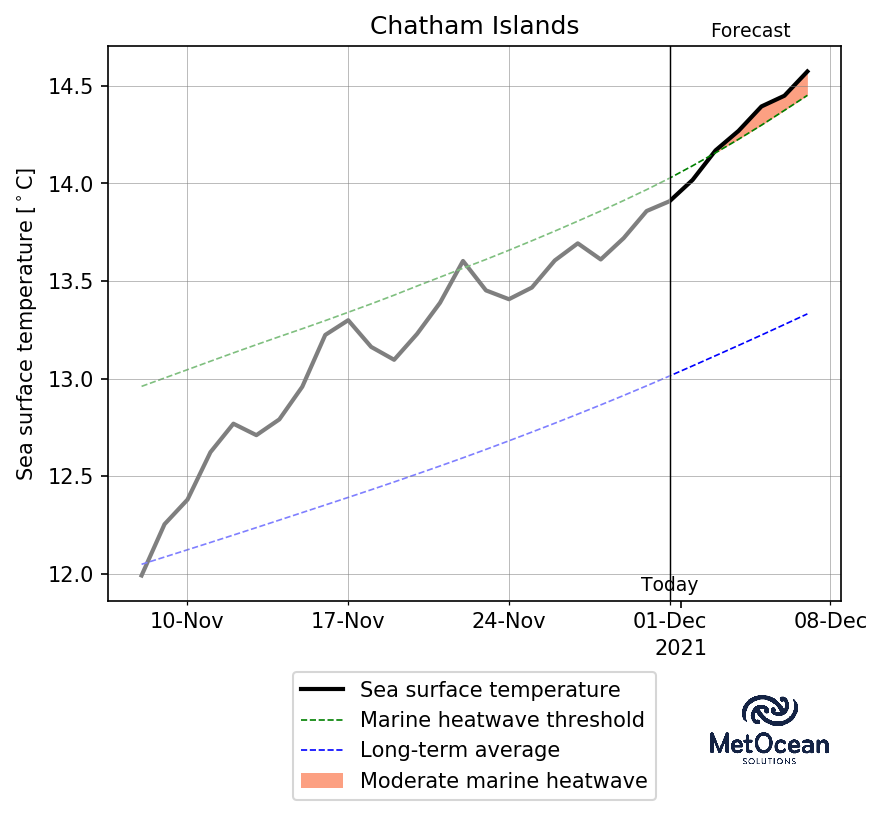 Chatham Islands
Forecast
Sea surface temperature [°C]
14.5
14.0
13.5
13.0
12.5
12.0
Today
10-Nov
17-Nov
24-Nov
01-Dec
08-Dec
2021
Sea surface temperature
Marine heatwave threshold
Long-term average
Moderate marine heatwave
MetOcean
SOLUTIONS